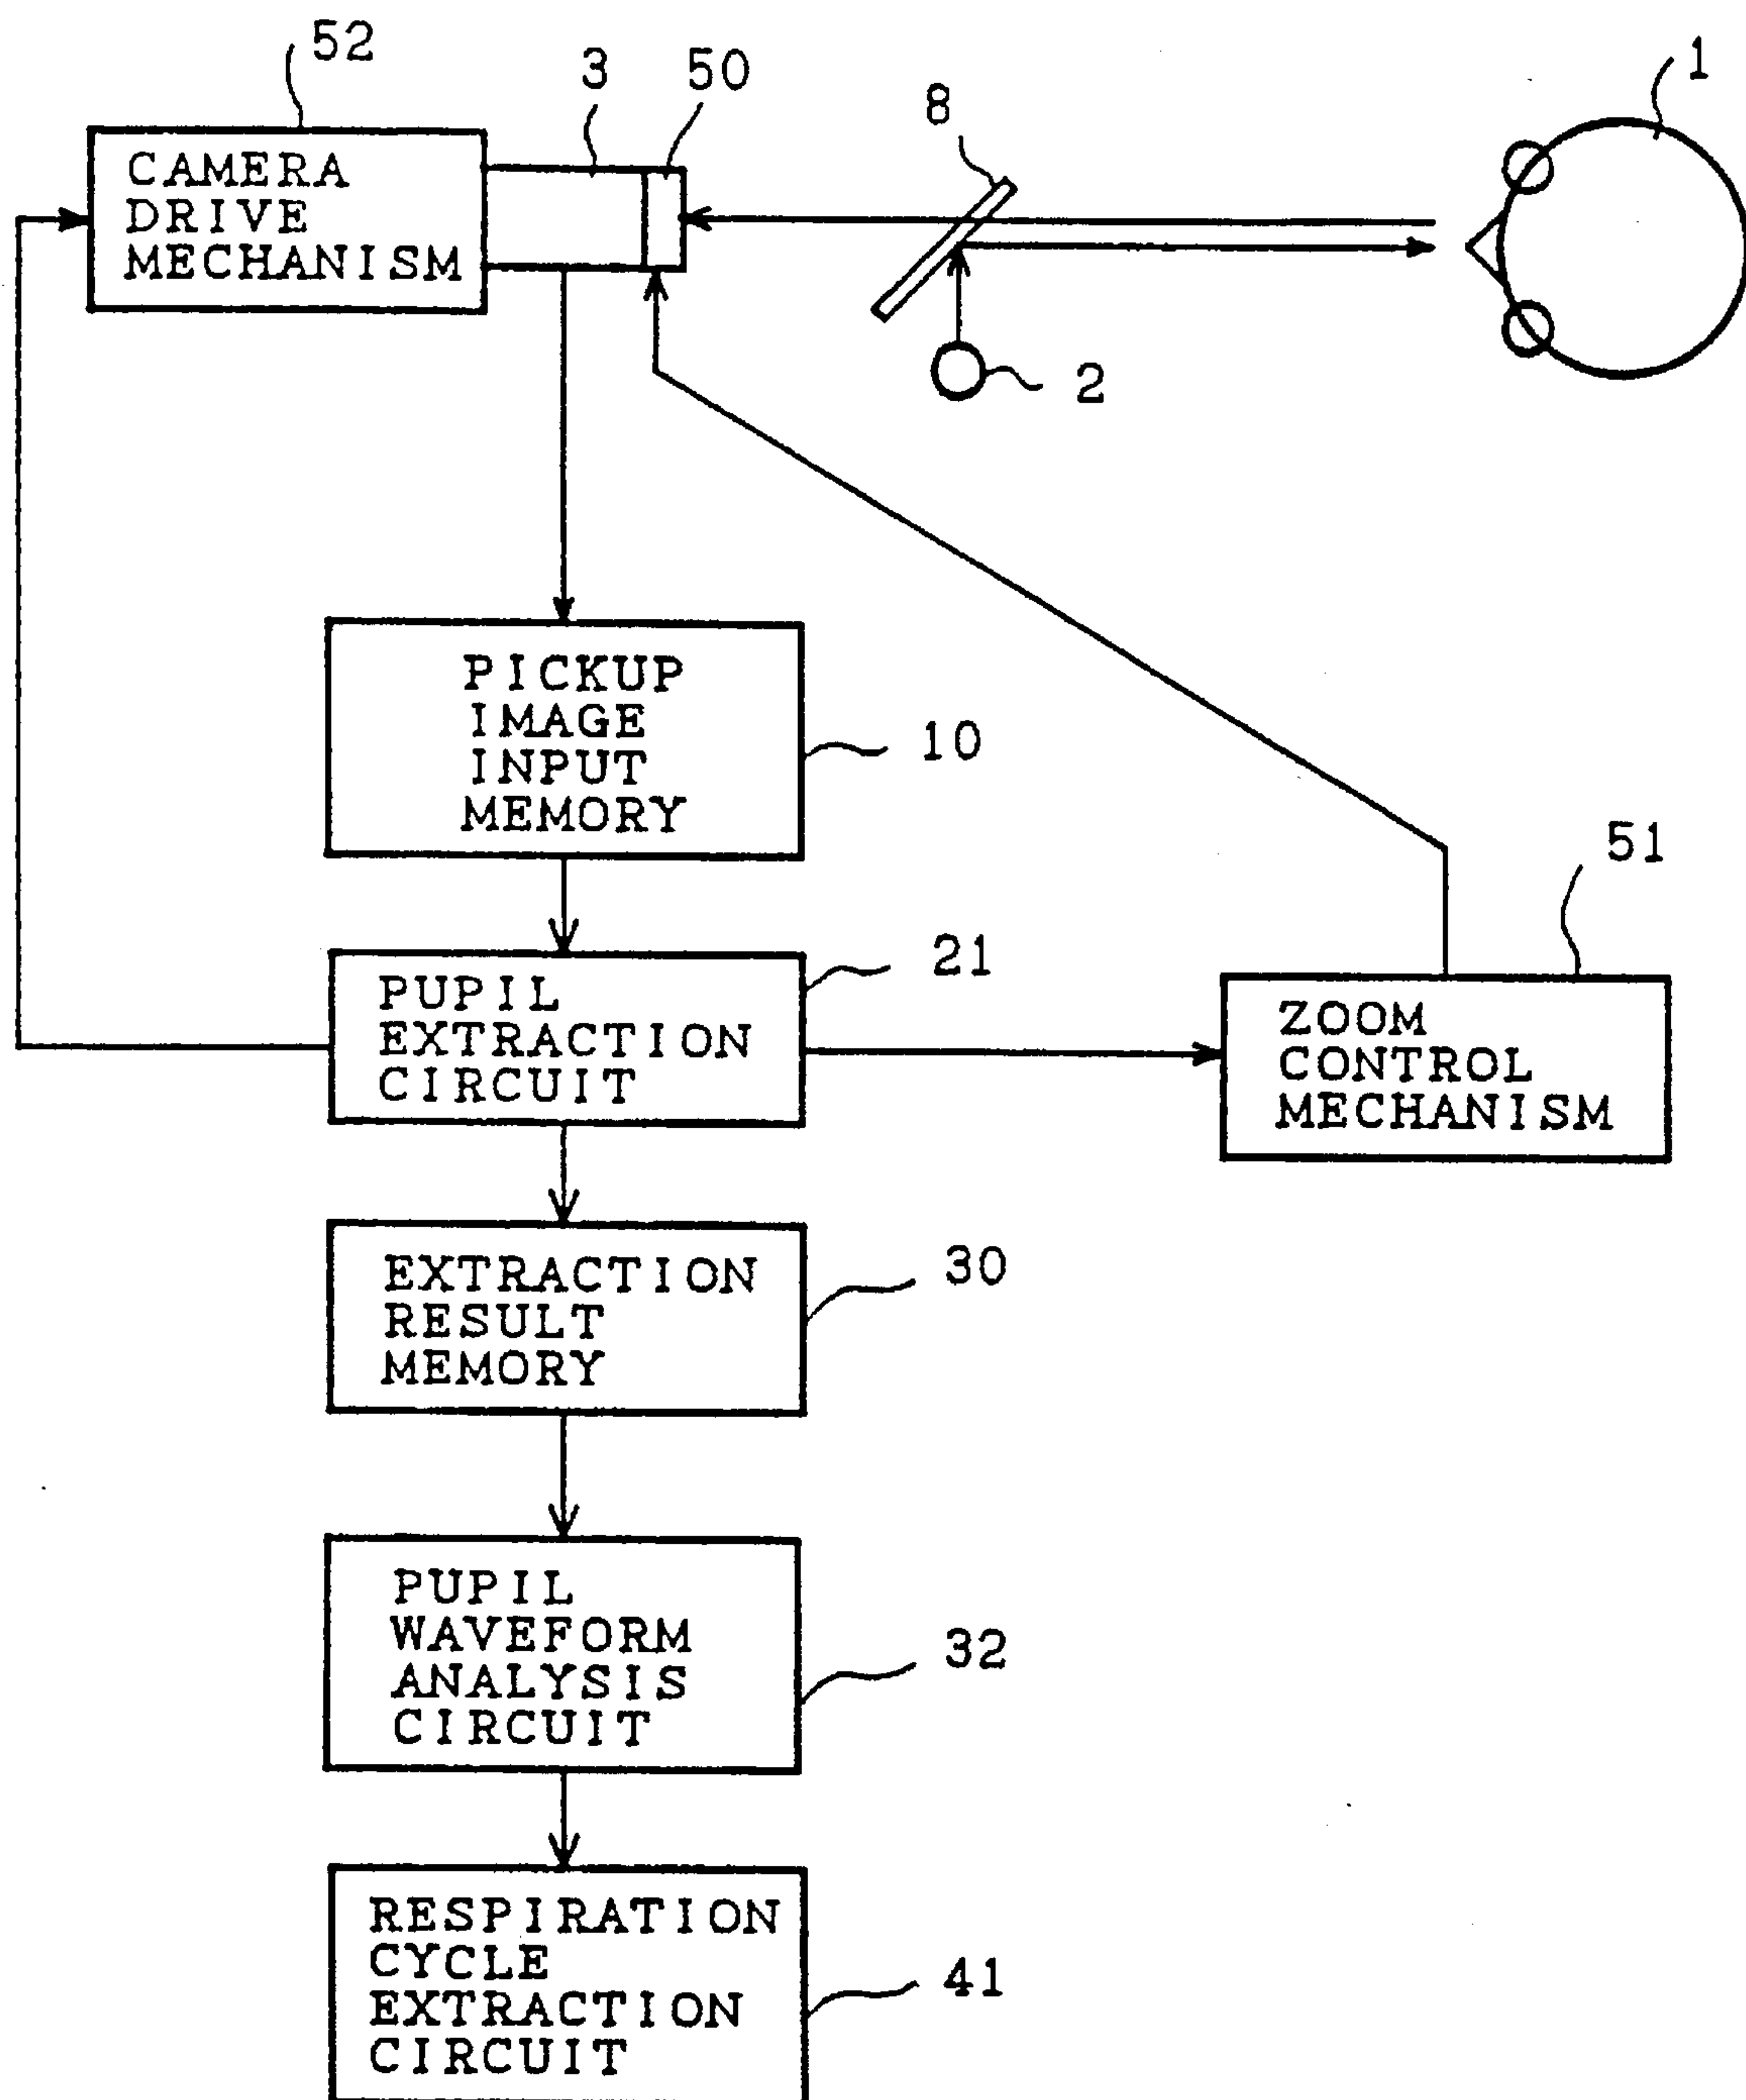 52
3
50
8
1
CAMERA
DRIVE
MECHANISM
2
PICKUP
IMAGE
INPUT
MEMORY
10
51
PUPIL
EXTRACTION
CIRCUIT
21
ZOOM
CONTROL
MECHANISM
EXTRACTION
RESULT
MEMORY
30
PUPIL
WAVEFORM
ANALYSIS
CIRCUIT
32
RESPIRATION
CYCLE
EXTRACTION
CIRCUIT
41